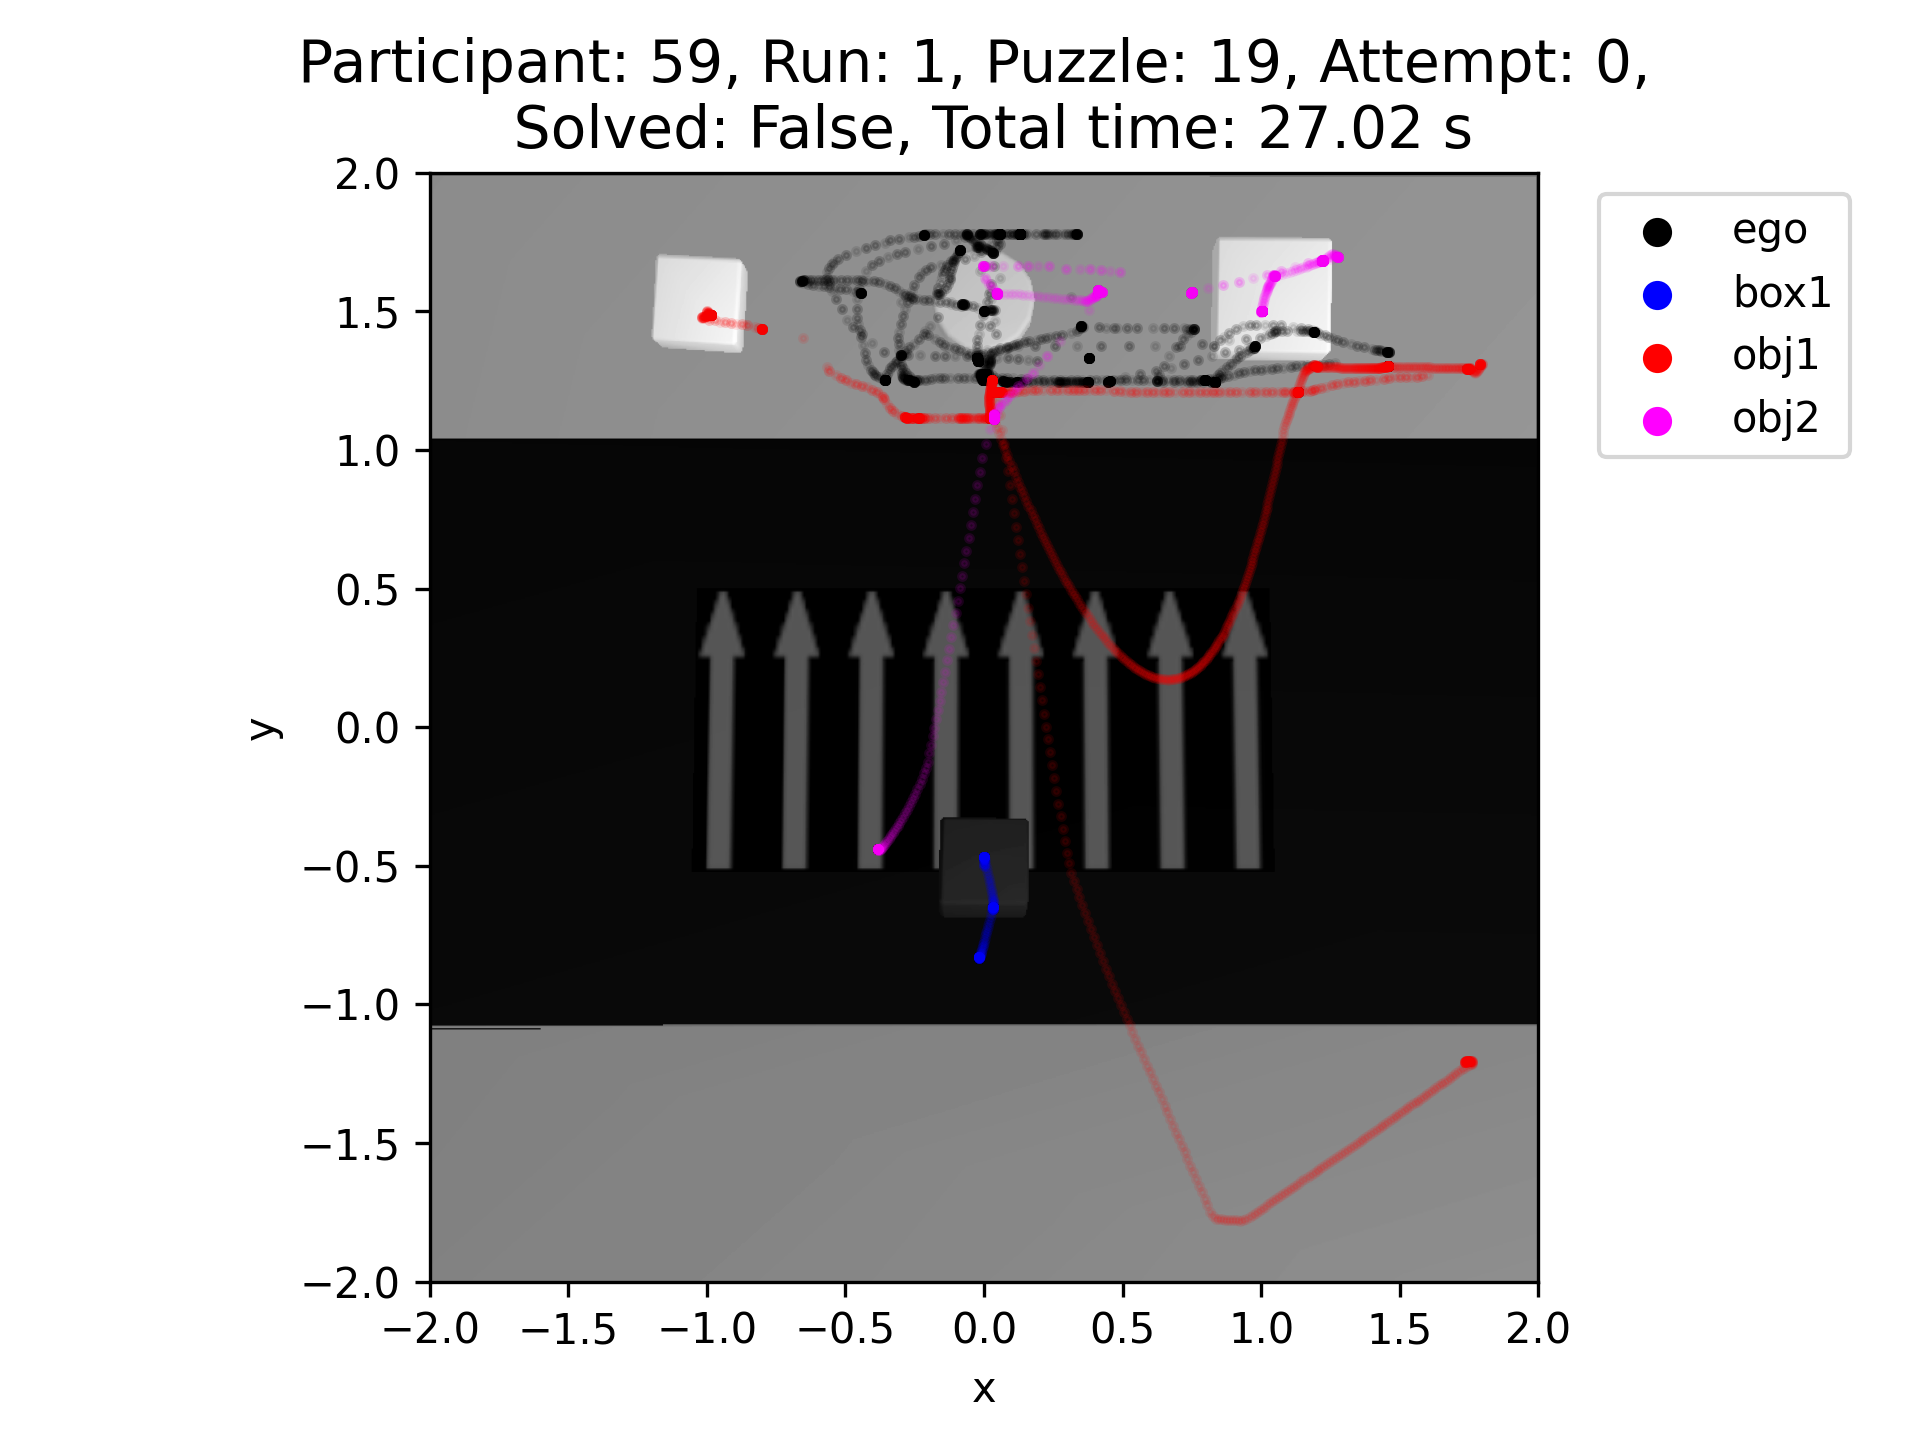 Participant: 59, Run: 1, Puzzle: 19, Attempt: 0,
Solved: False, Total time: 27.02 s
2.0
1.5
1.0
0.5
0.0
−0.5
−1.0
−1.5
−2.0
y
−2.0 −1.5 −1.0 −0.5 0.0 0.5 1.0 1.5 2.0
x
ego
box1
obj1
obj2